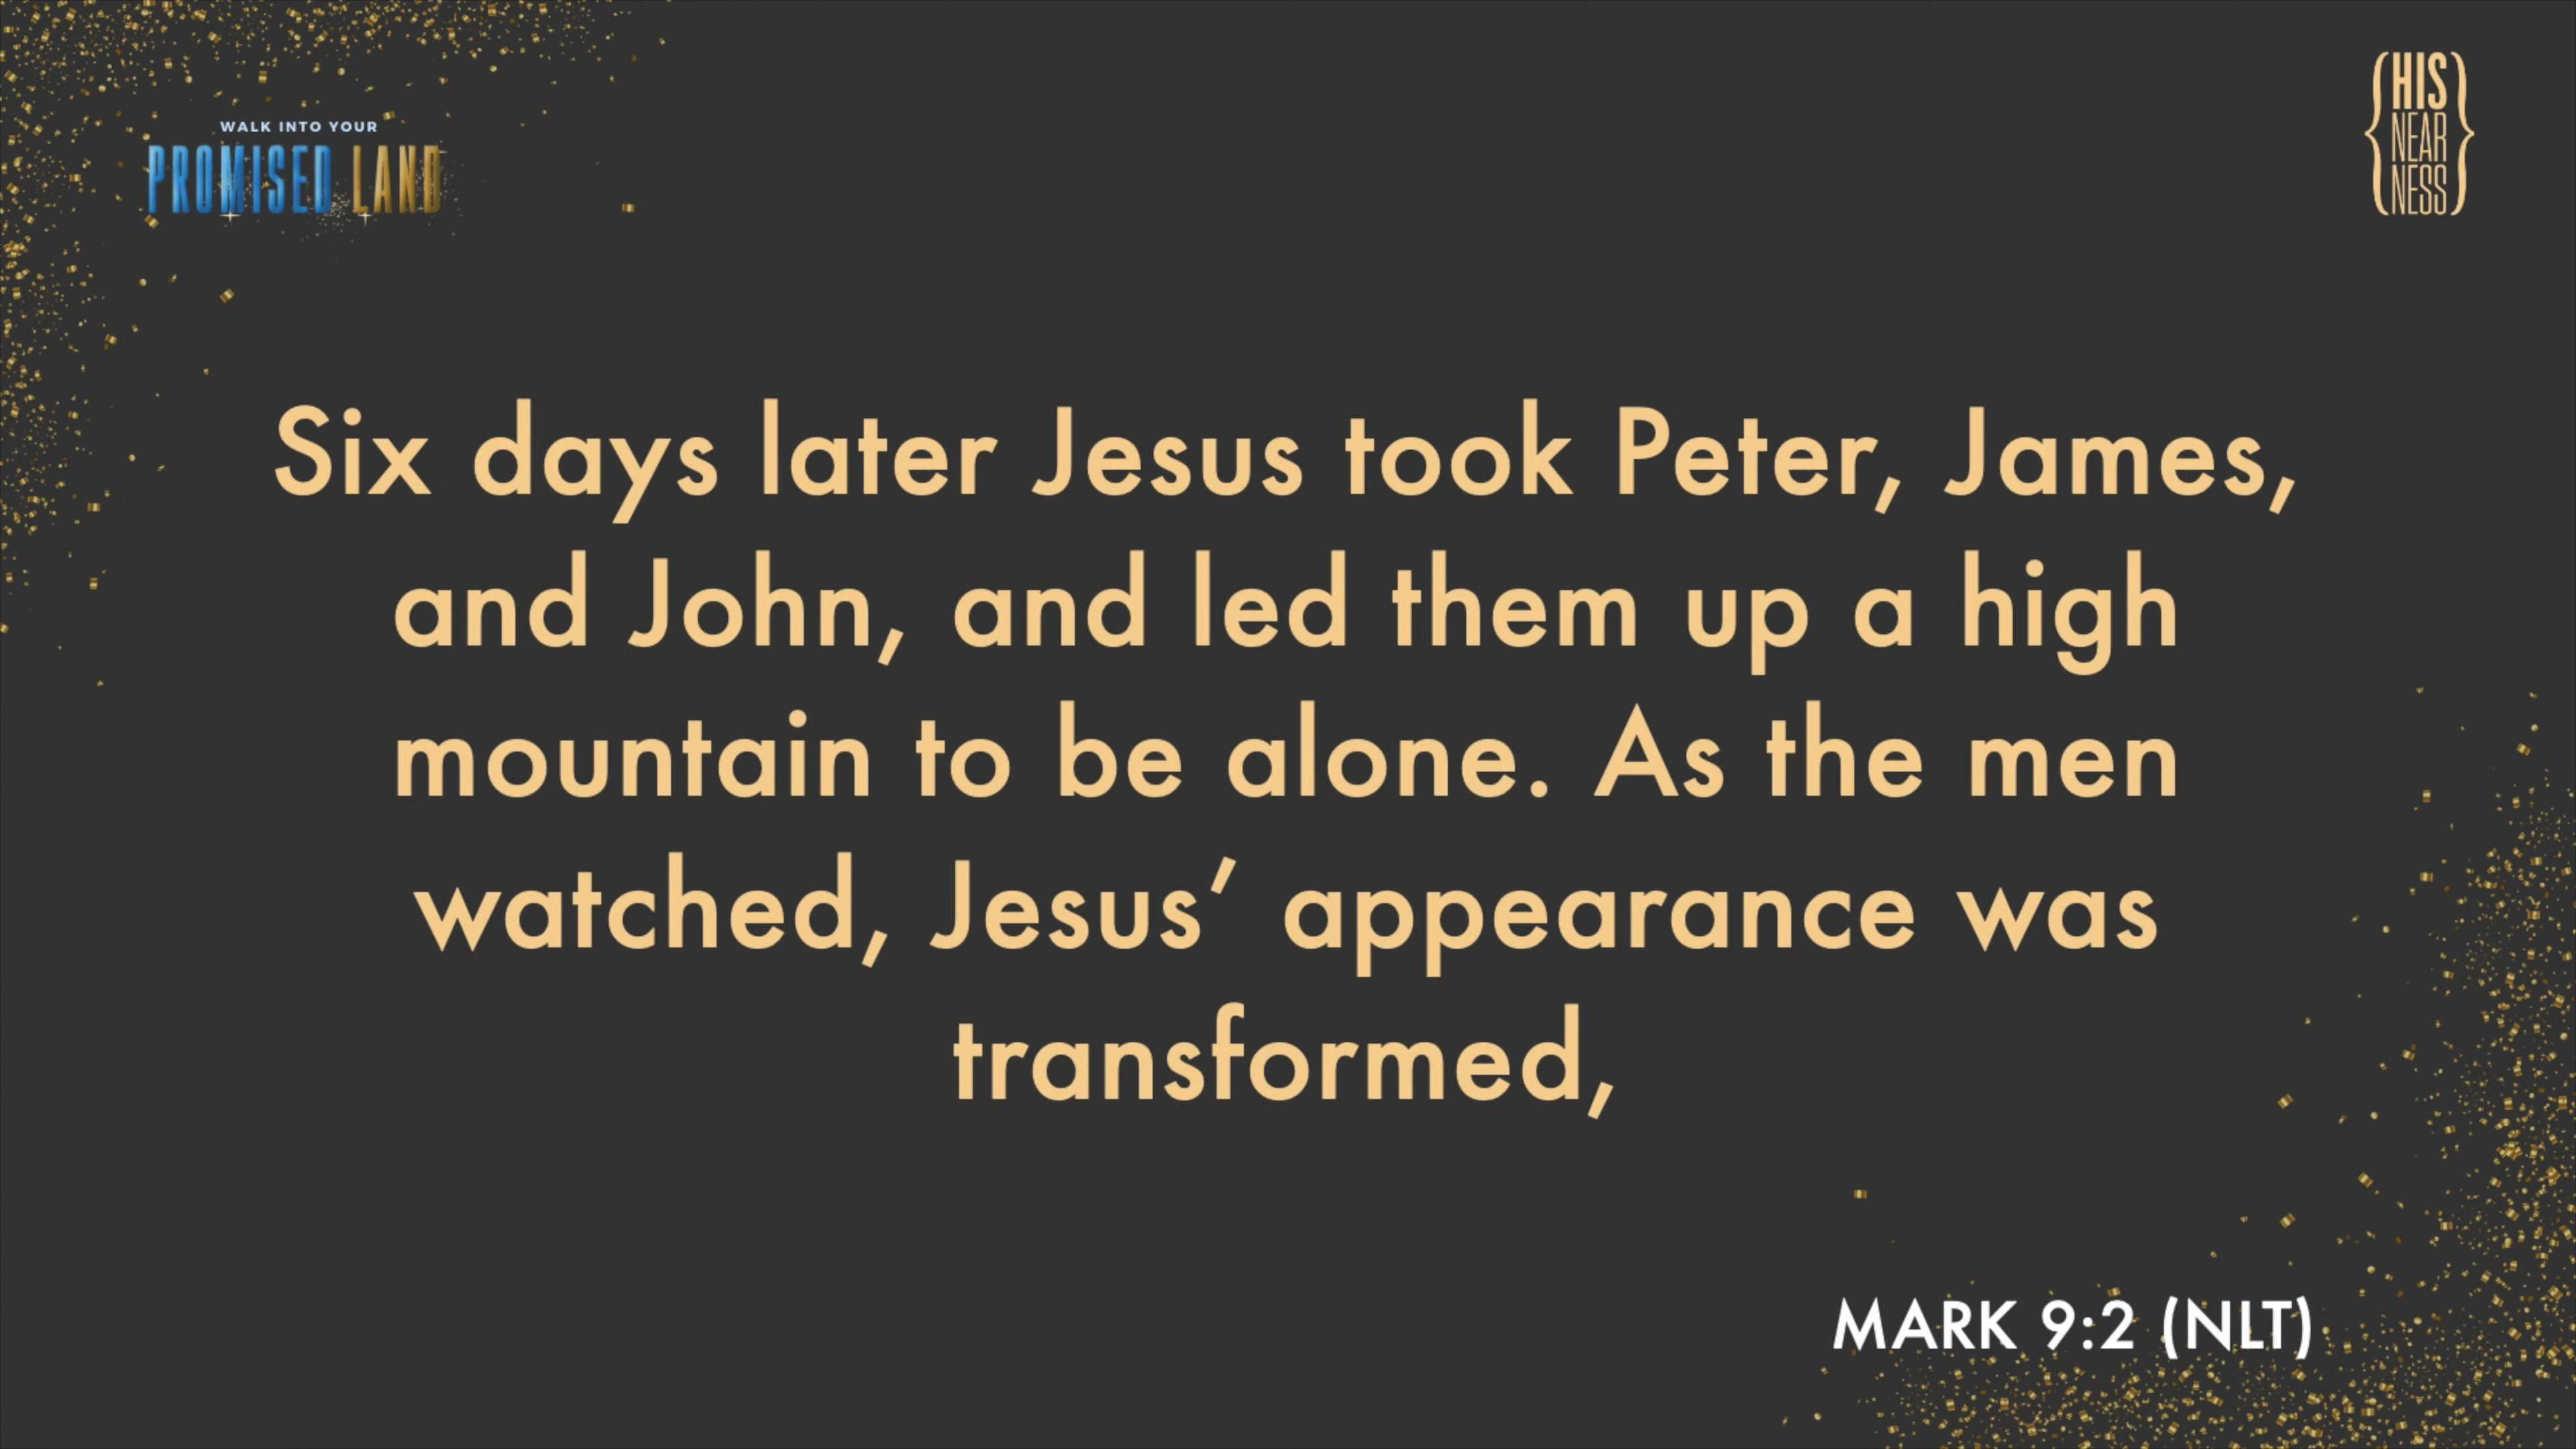 WALK INTO YOUR
PROMISED LAND
{HIS
NEAR
NESS}
Six days later Jesus took Peter, James,
and John, and led them up a high
mountain to be alone. As the men
watched, Jesus’ appearance was
transformed,
MARK 9:2 (NLT)